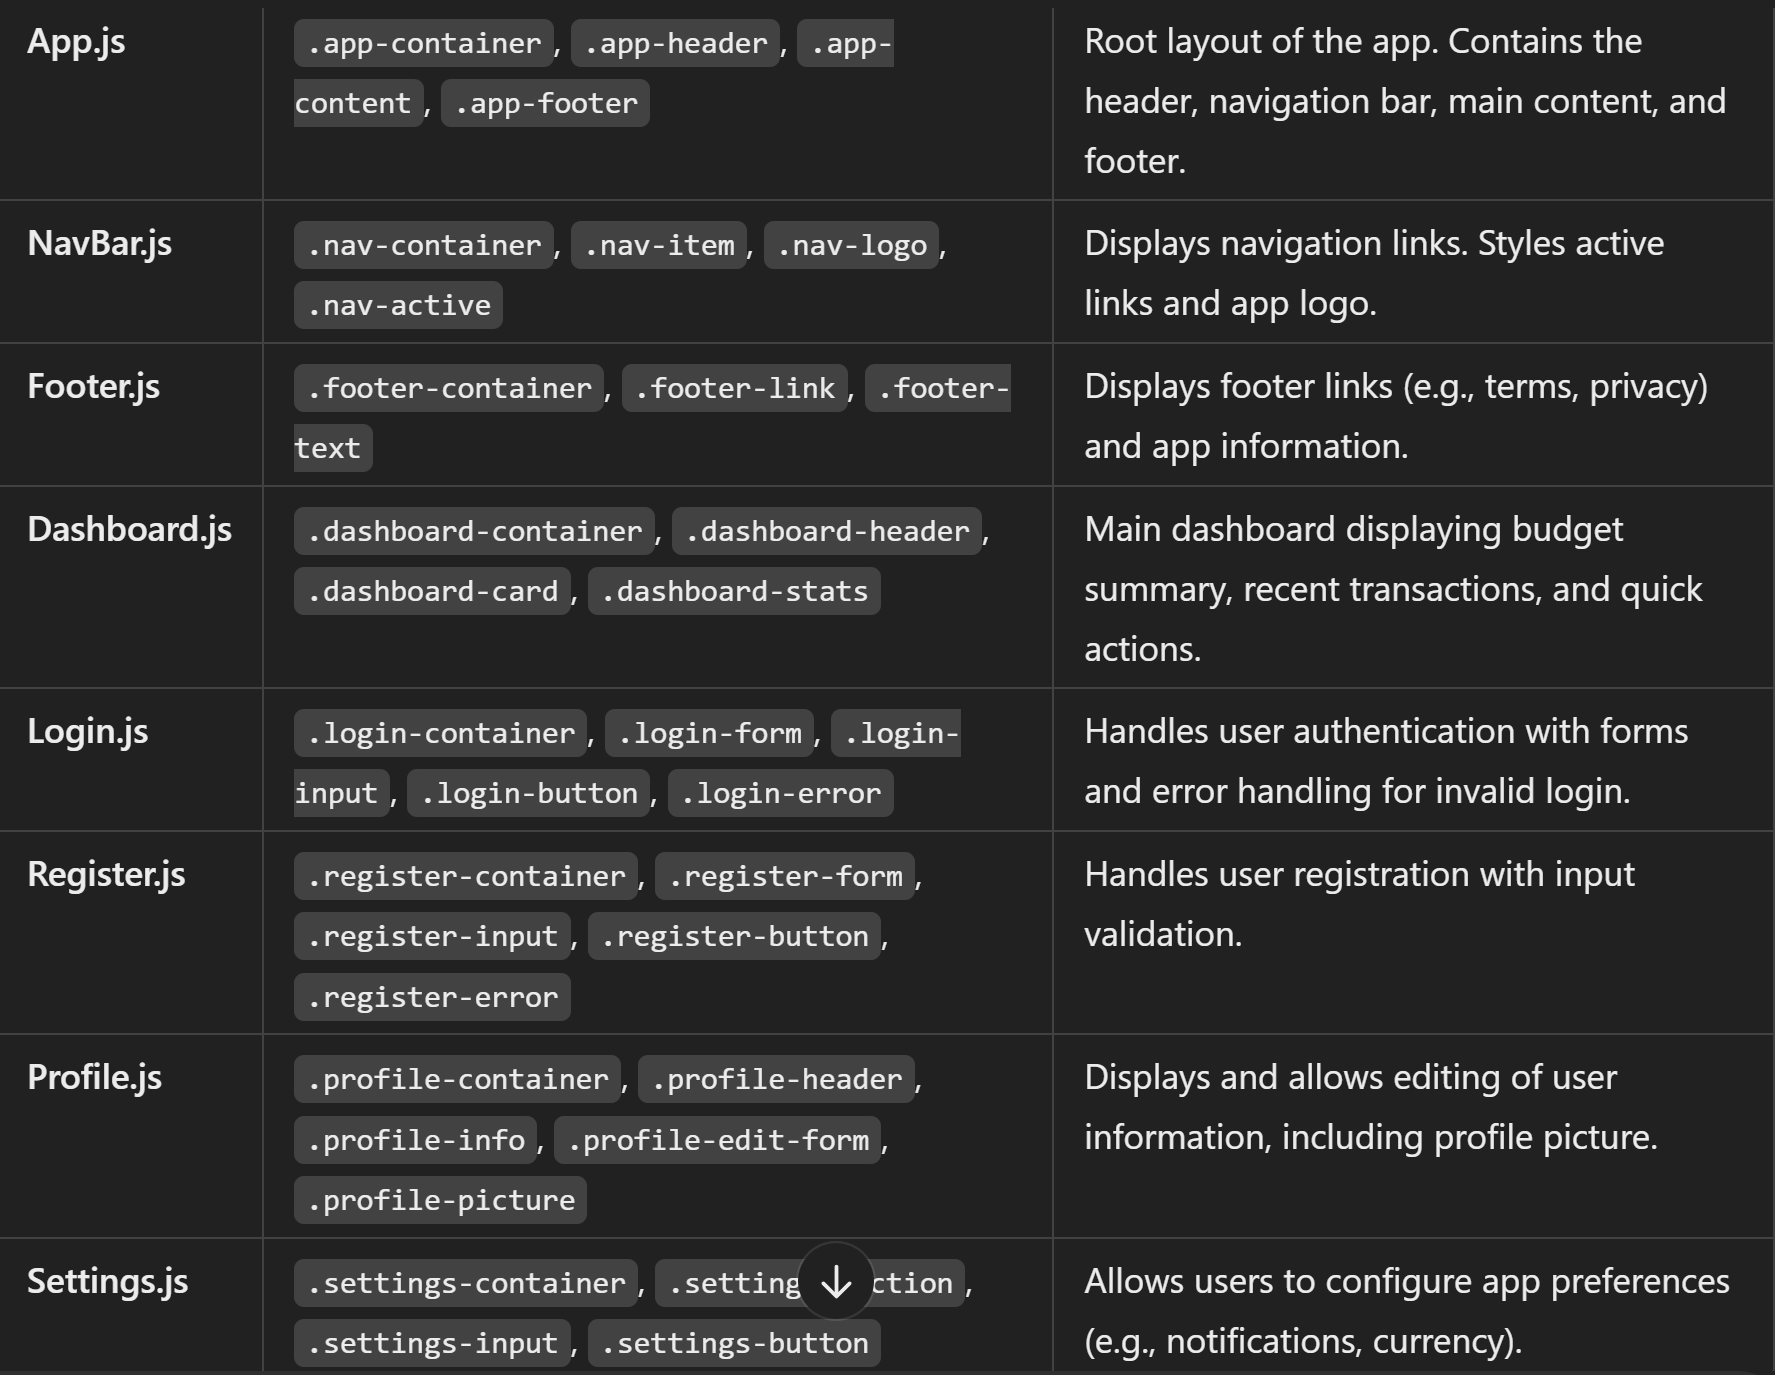 App.js
.app-container, .app-header, .app-
content, .app-footer
Root layout of the app. Contains the
header, navigation bar, main content, and
footer.
NavBar.js
.nav-container, .nav-item, .nav-logo,
.nav-active
Displays navigation links. Styles active
links and app logo.
Footer.js
.footer-container, .footer-link, .footer-
text
Displays footer links (e.g., terms, privacy)
and app information.
Dashboard.js
.dashboard-container, .dashboard-header,
.dashboard-card, .dashboard-stats
Main dashboard displaying budget
summary, recent transactions, and quick
actions.
Login.js
.login-container, .login-form, .login-
input, .login-button, .login-error
Handles user authentication with forms
and error handling for invalid login.
Register.js
.register-container, .register-form,
.register-input, .register-button,
.register-error
Handles user registration with input
validation.
Profile.js
.profile-container, .profile-header,
.profile-info, .profile-edit-form,
.profile-picture
Displays and allows editing of user
information, including profile picture.
Settings.js
.settings-container,
.settings-input, .settings-button
Allows users to configure app preferences
(e.g., notifications, currency).